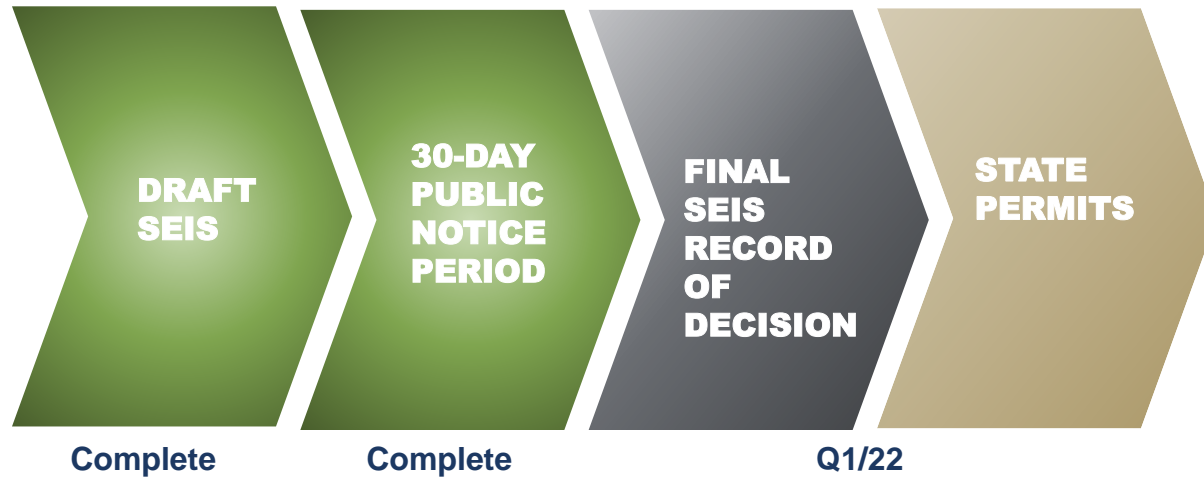 DRAFT
SEIS
30-DAY
PUBLIC
NOTICE
PERIOD
FINAL
SEIS
RECORD
OF
DECISION
STATE
PERMITS
Complete
Complete
Q1/22